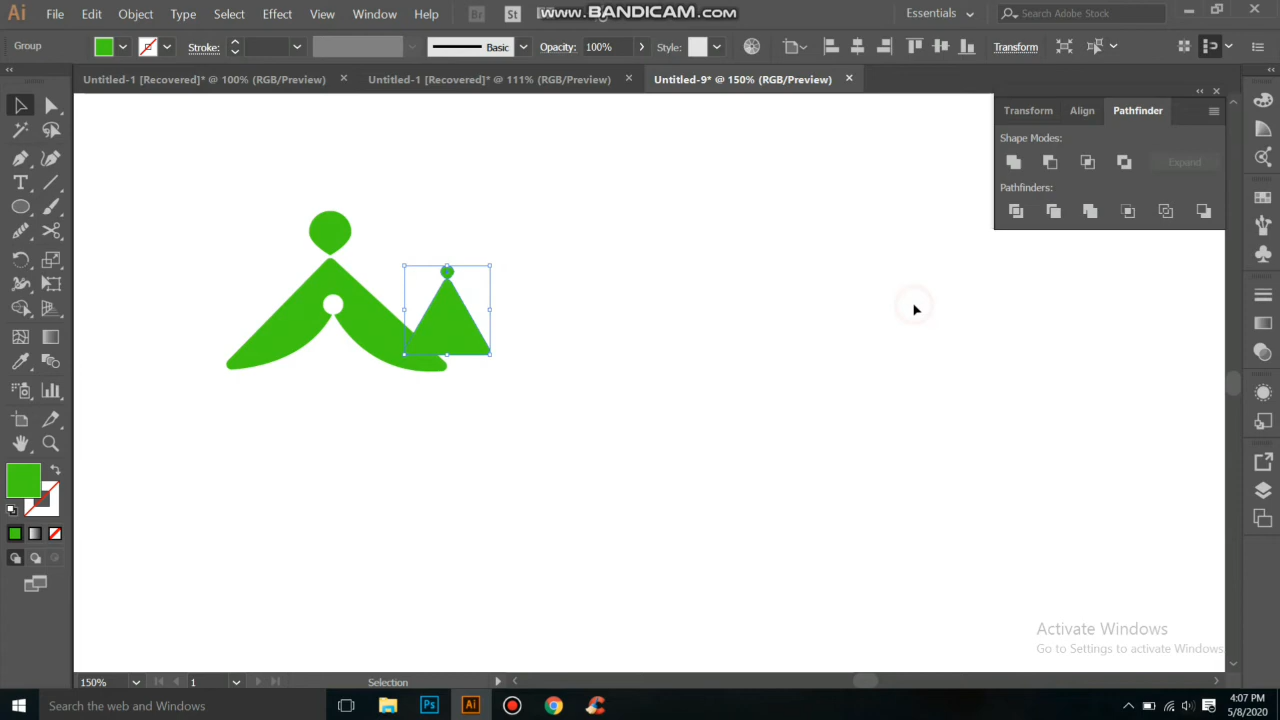 Ai File Edit Object Type Select Effect View Window Help Br St www.BANDICAM.com Essentials Search Adobe Stock
Group Stroke: Basic Opacity: 100% Style: Transform
Untitled-1 [Recovered]* @ 100% (RGB/Preview) Untitled-1 [Recovered]* @ 111% (RGB/Preview) Untitled-9* @ 150% (RGB/Preview)
Transform Align Pathfinder
Shape Modes:
Expand
Pathfinders:
Activate Windows
Go to Settings to activate Windows.
150% 1 Selection
Search the web and Windows Ps Ai
4:07 PM
5/8/2020